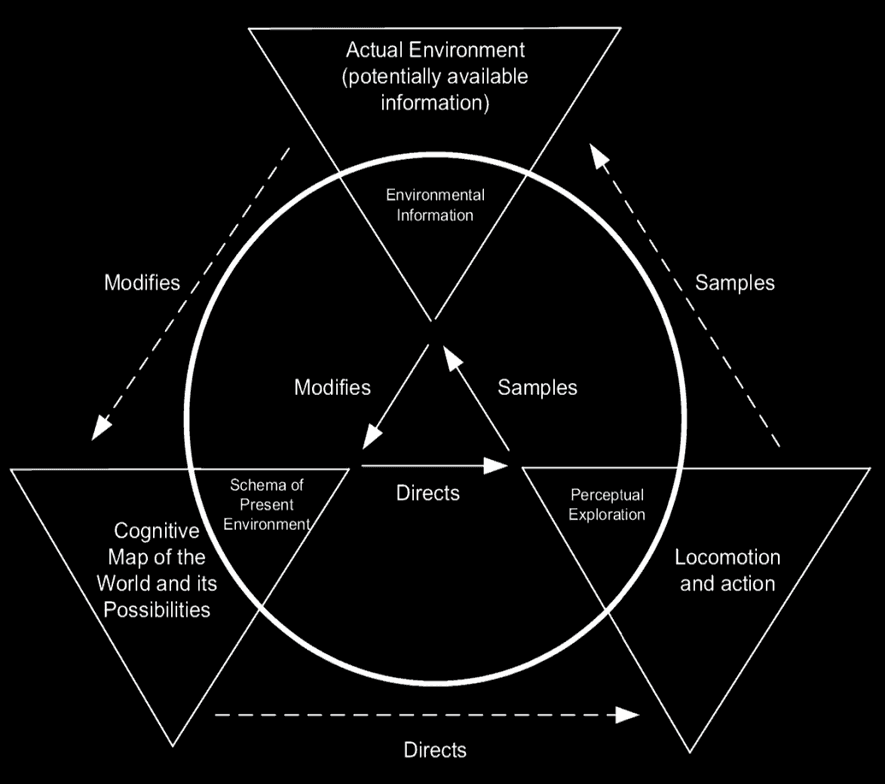 Actual Environment
(potentially available
information)
Environmental
Information
Modifies
Samples
Modifies
Samples
Directs
Schema of
Present
Environment
Perceptual
Exploration
Cognitive
Map of the
World and its
Possibilities
Locomotion
and action
Directs